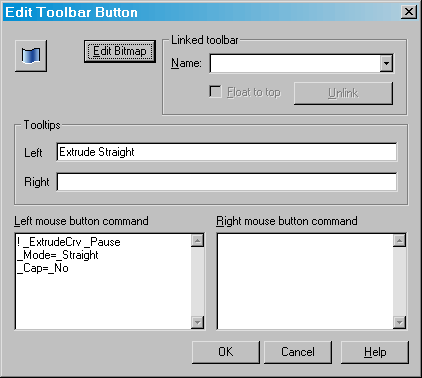 Edit Toolbar Button
Edit Bitmap
Linked toolbar
Name:
Float to top
Unlink
Tooltips
Left
Extrude Straight
Right
Left mouse button command
Right mouse button command
! _ExtrudeCrv _Pause
_Mode=_Straight
_Cap=_No
OK
Cancel
Help